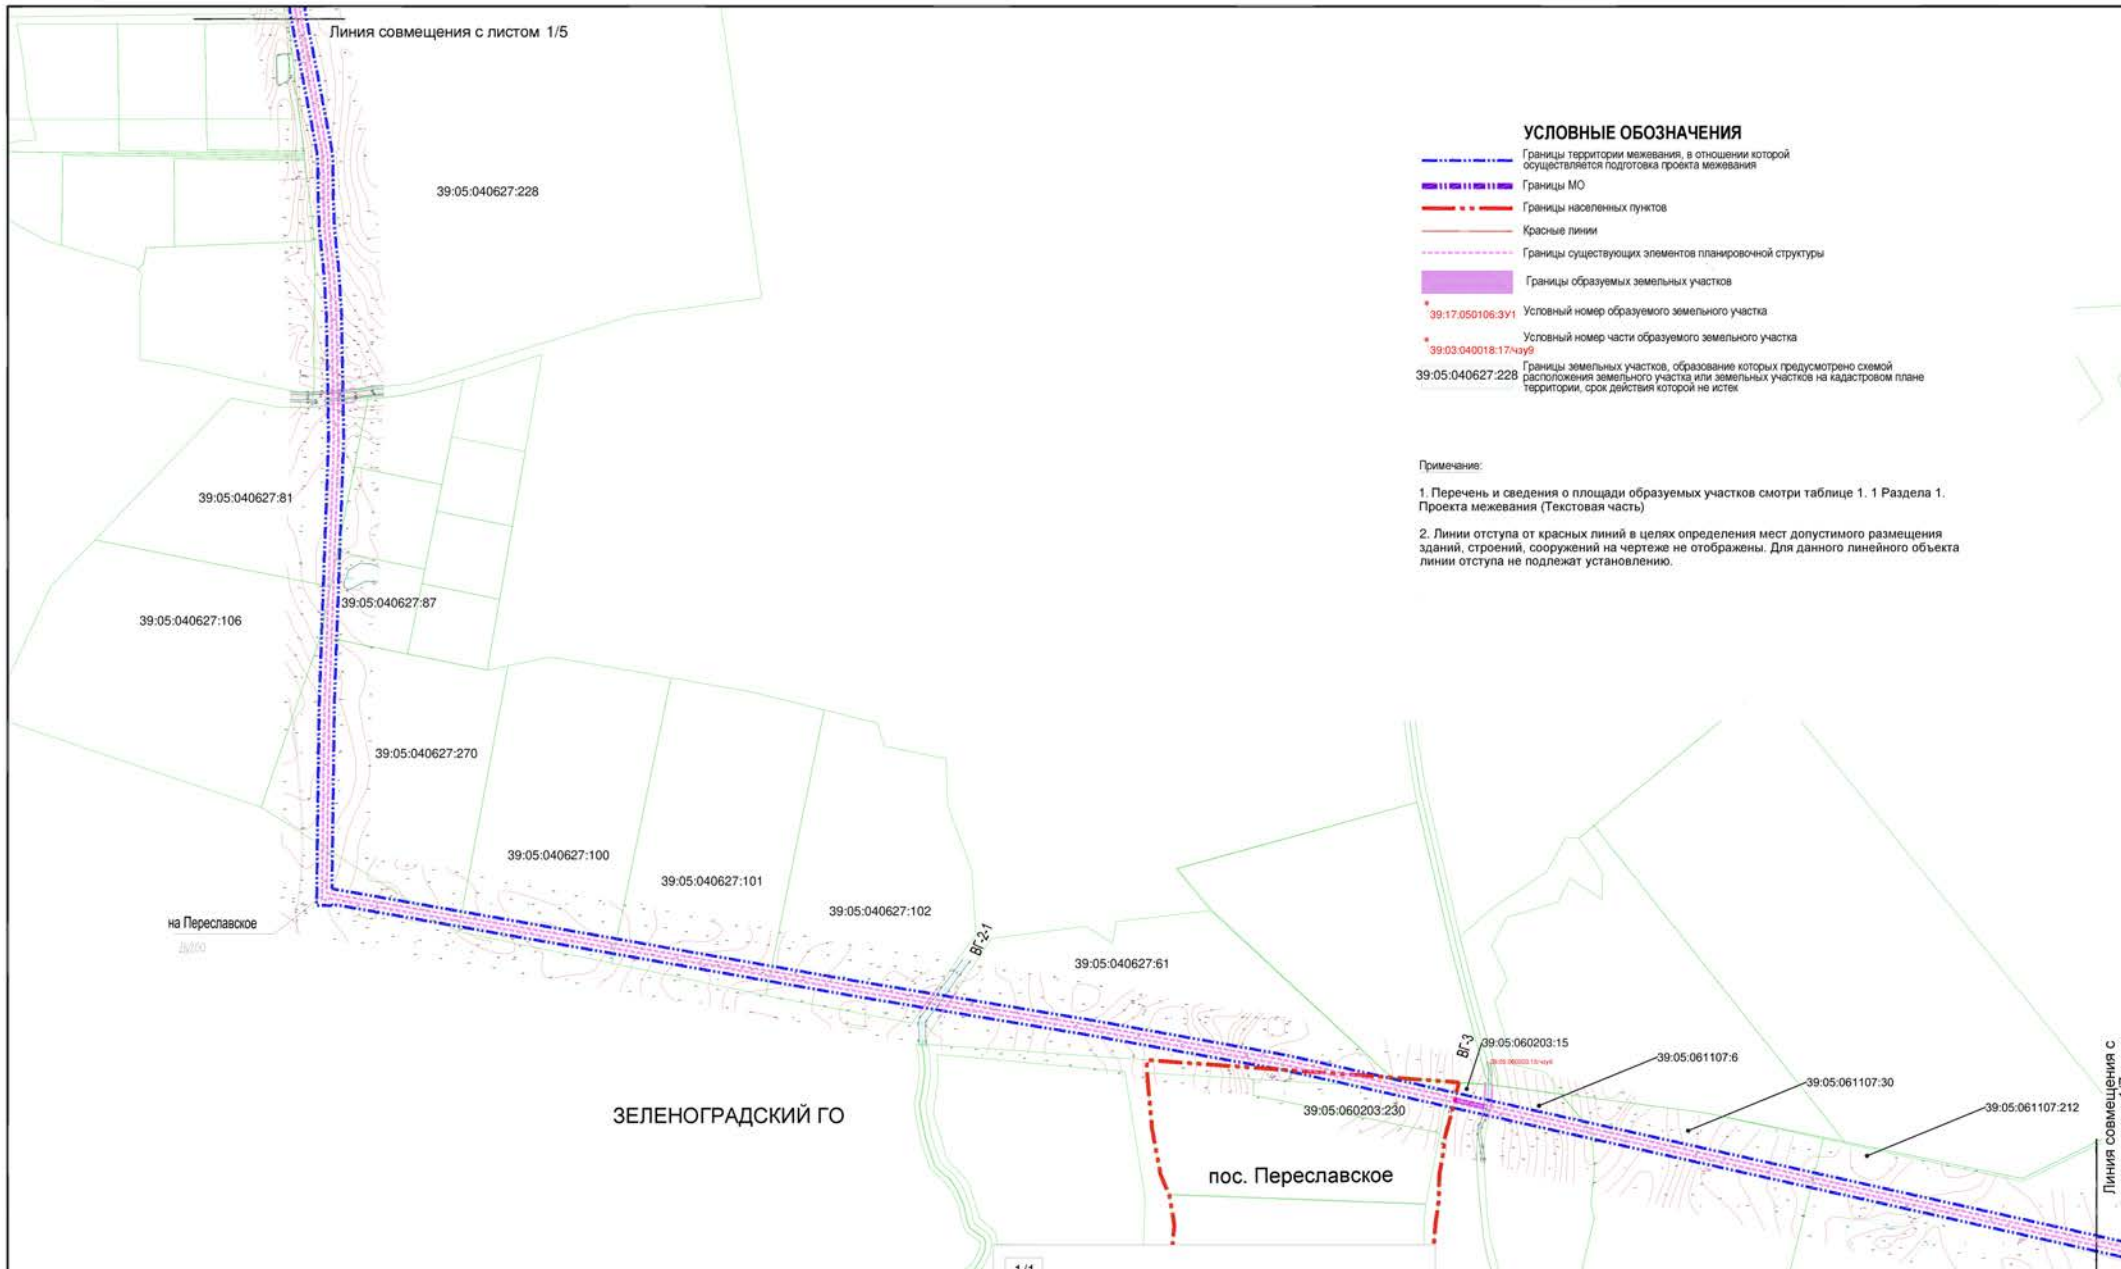 Линия совмещения с листом 1/5
39:05:040627:228
УСЛОВНЫЕ ОБОЗНАЧЕНИЯ
Границы территории межевания, в отношении которой
осуществляется подготовка проекта межевания
Границы МО
Границы населенных пунктов
Красные линии
Границы существующих элементов планировочной структуры
Границы образуемых земельных участков
39:17:050106:ЗУ1
Условный номер образуемого земельного участка
Условный номер части образуемого земельного участка
39:03:040018:17/чзу9
39:05:040627:228
Границы земельных участков, образование которых предусмотрено схемой
расположения земельного участка или земельных участков на кадастровом плане
территории, срок действия которой не истек
Примечание:
1. Перечень и сведения о площади образуемых участков смотри таблице 1. 1 Раздела 1.
Проекта межевания (Текстовая часть)
2. Линии отступа от красных линий в целях определения мест допустимого размещения
зданий, строений, сооружений на чертеже не отображены. Для данного линейного объекта
линии отступа не подлежат установлению.
39:05:040627:81
39:05:040627:87
39:05:040627:106
39:05:040627:270
39:05:040627:100
39:05:040627:101
39:05:040627:102
на Переславское
ВГ-2-1
39:05:040627:61
ВГ-3
39:05:060203:15
39:05:061107:6
39:05:061107:30
39:05:061107:212
39:05:060203:230
ЗЕЛЕНОГРАДСКИЙ ГО
пос. Переславское
Линия совмещения с